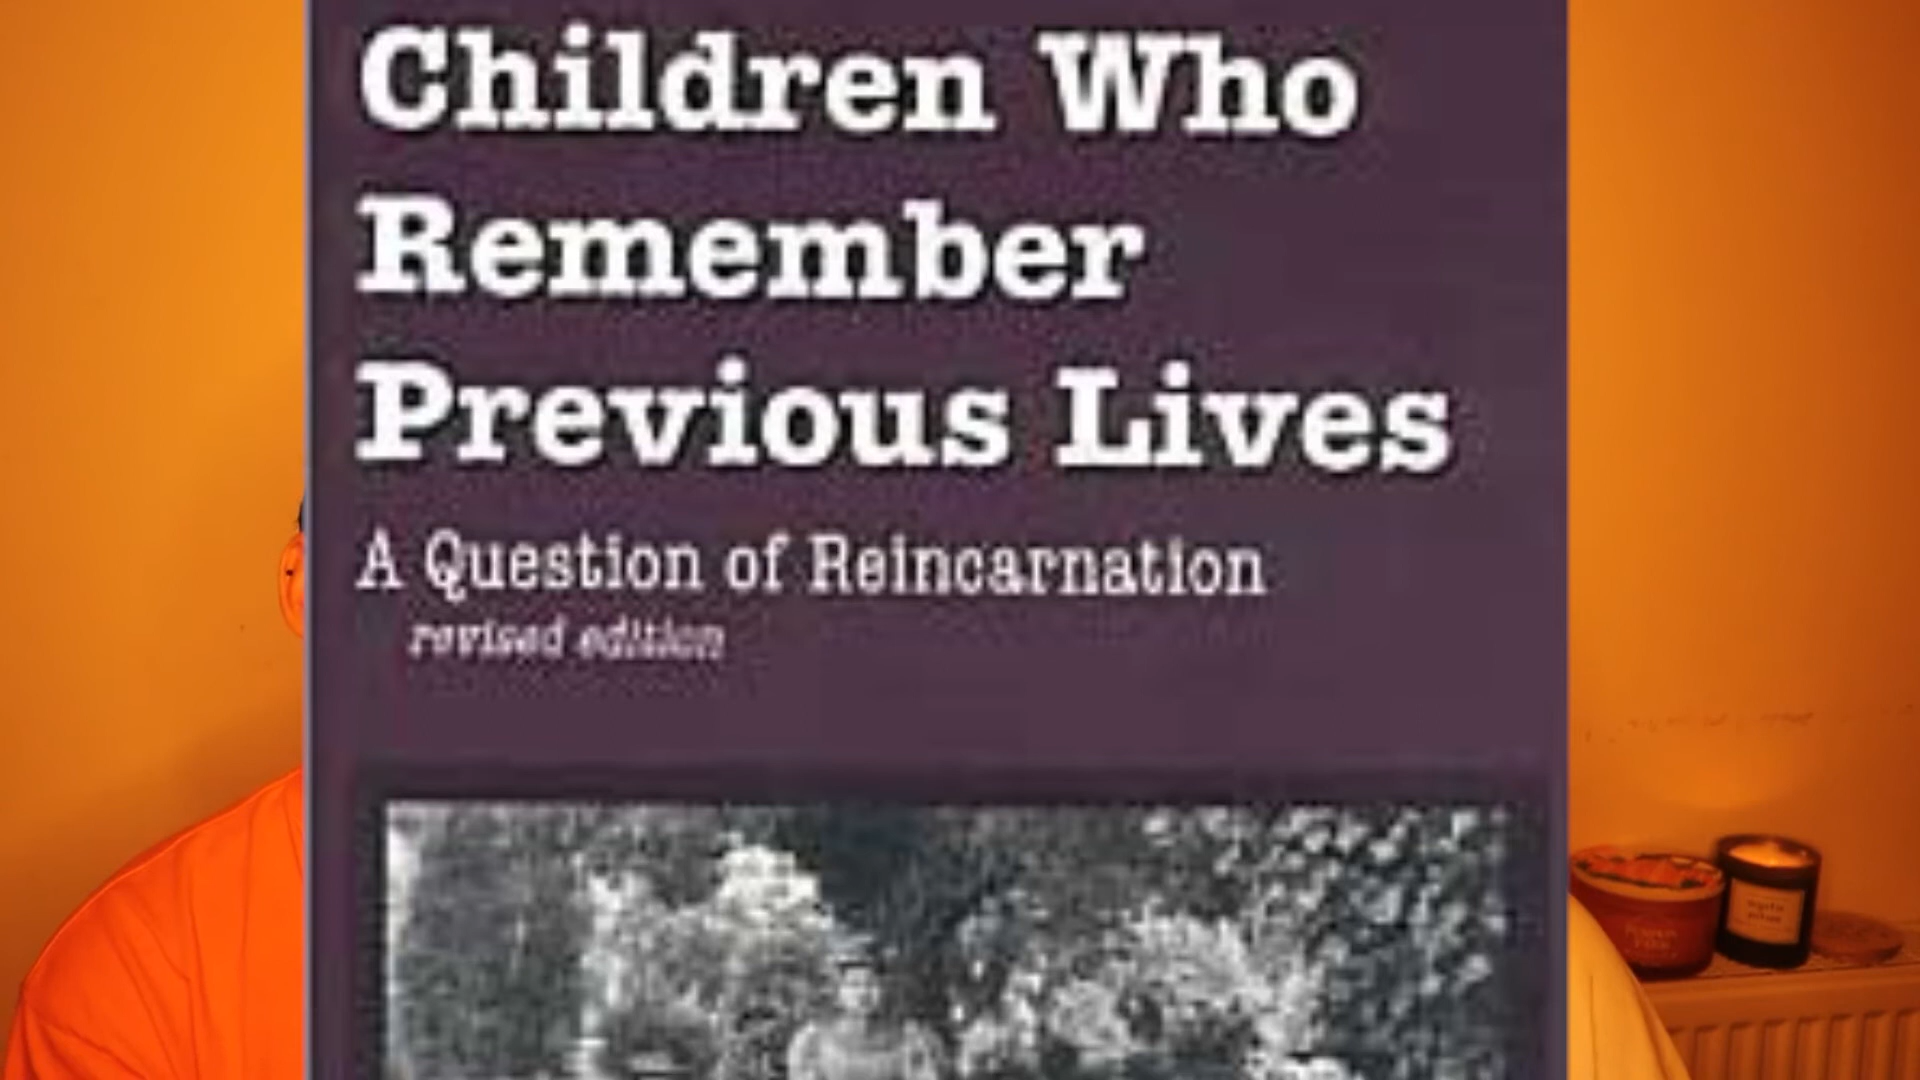 Children Who
Remember
Previous Lives
A Question of Reincarnation
revised edition